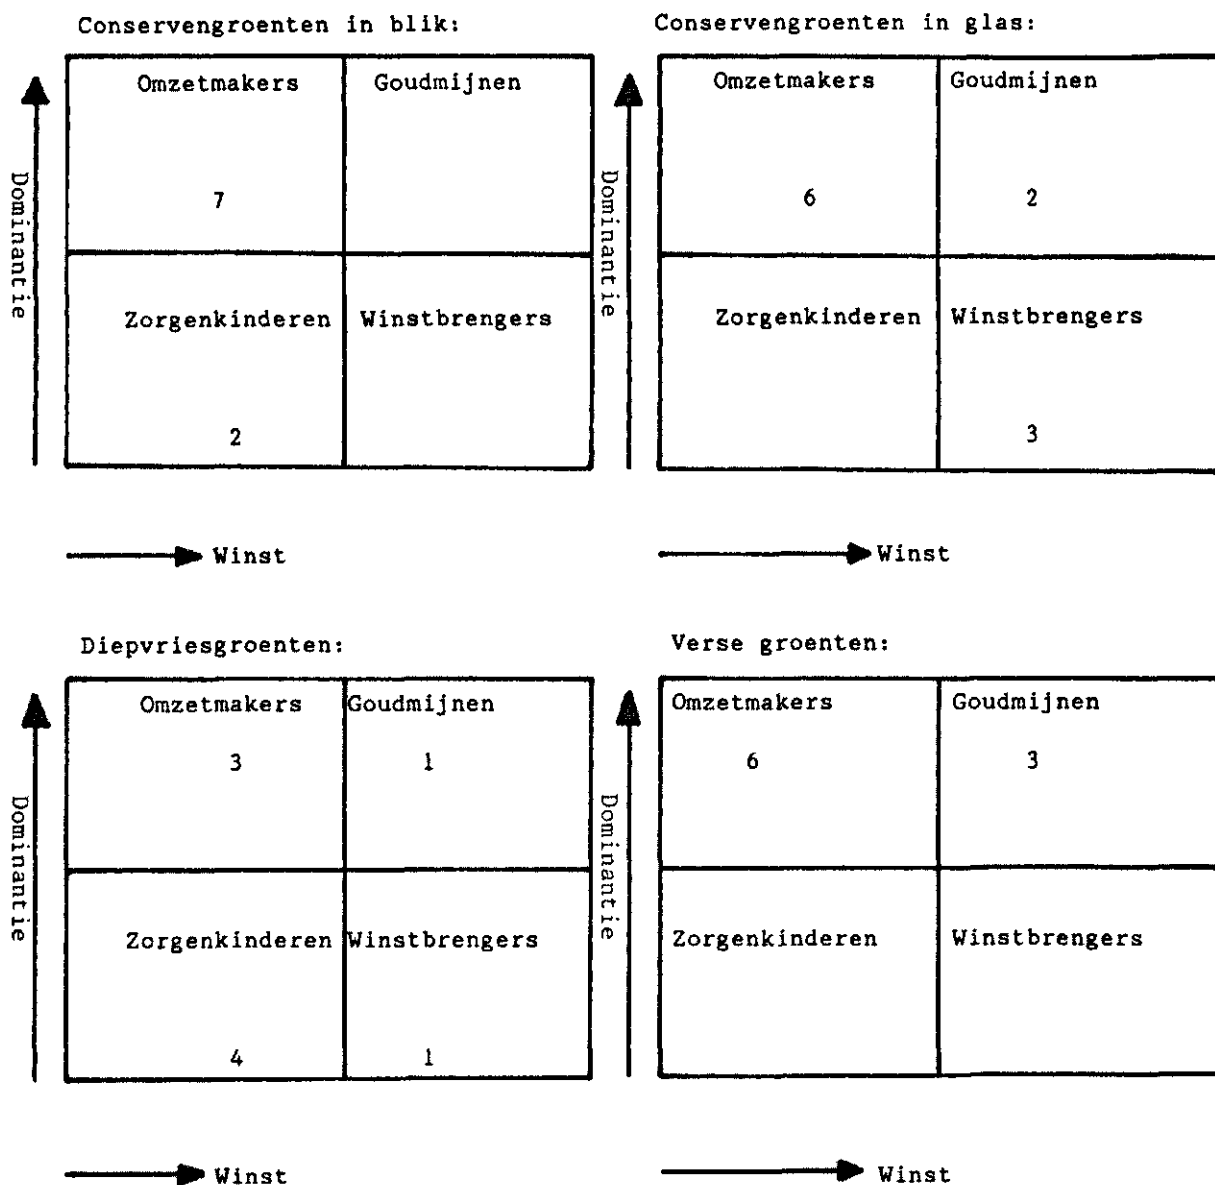 Conservengroenten in blik:
Omzetmakers Goudmijnen
7
Zorgenkinderen Winstbrengers
2
Dominantie
Winst
Conservengroenten in glas:
Omzetmakers Goudmijnen
6 2
Zorgenkinderen Winstbrengers
3
Dominantie
Winst
Diepvriesgroenten:
Omzetmakers Goudmijnen
3 1
Zorgenkinderen Winstbrengers
4 1
Dominantie
Winst
Verse groenten:
Omzetmakers Goudmijnen
6 3
Zorgenkinderen Winstbrengers
Dominantie
Winst